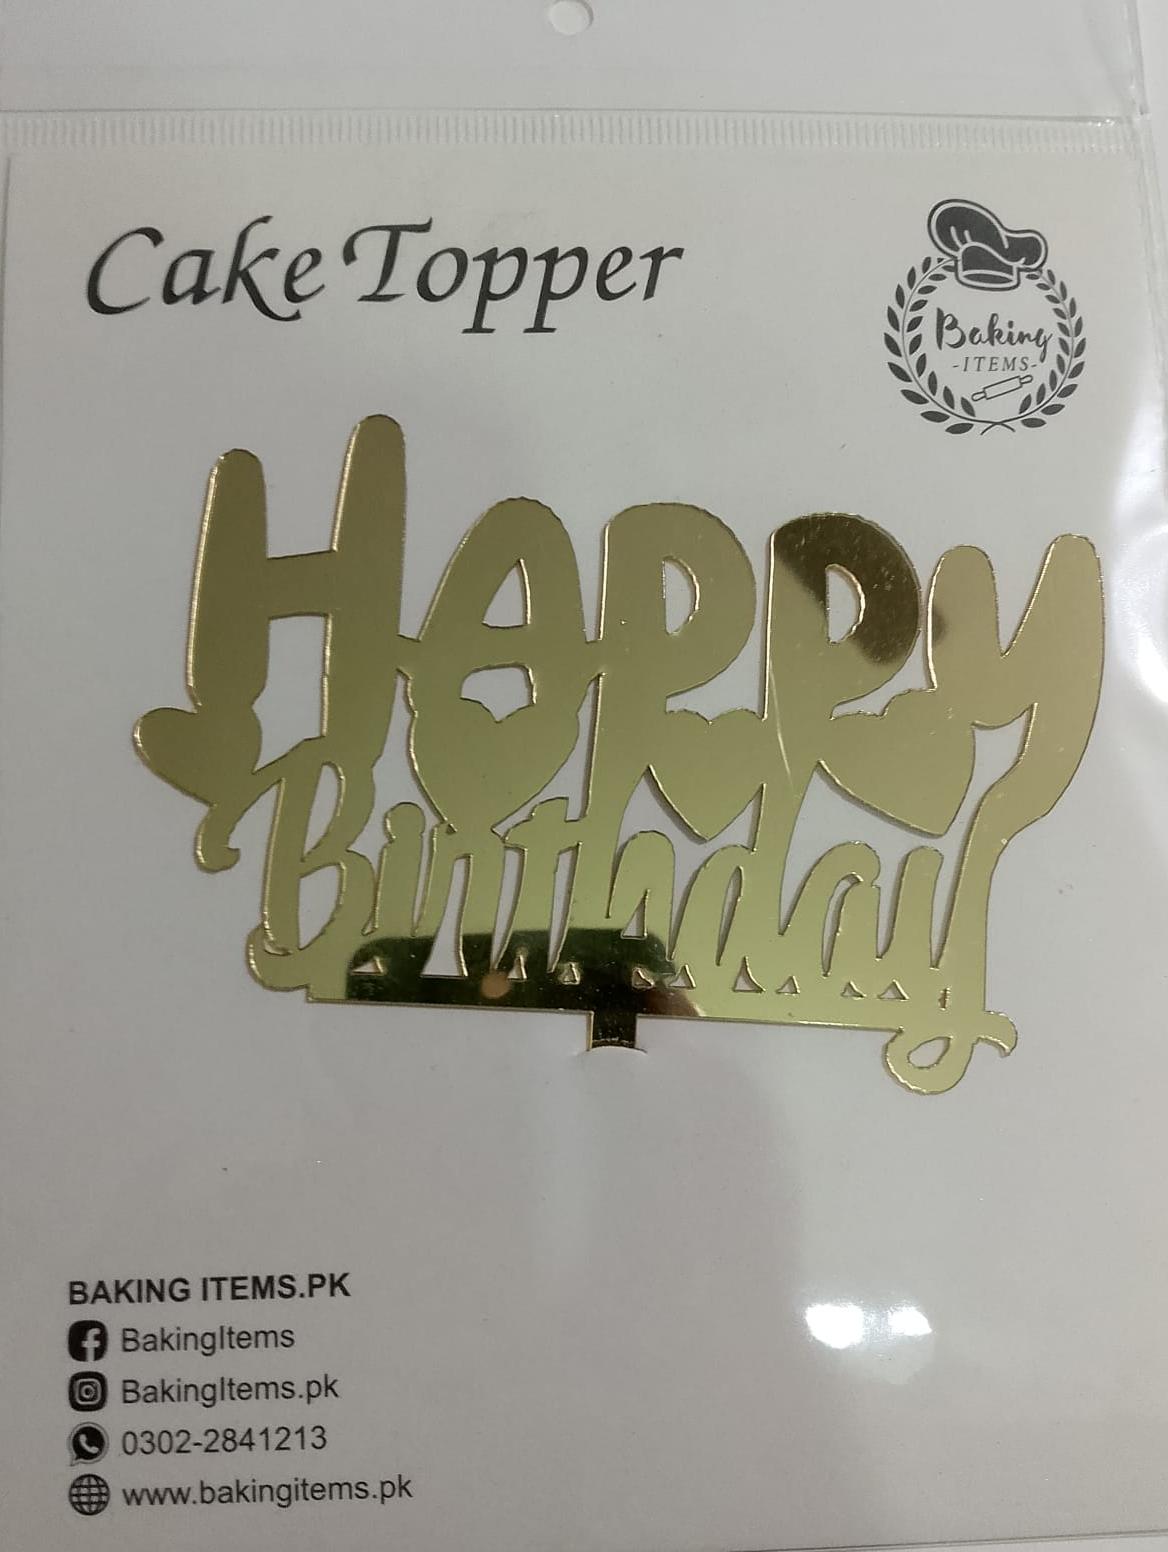 Cake Topper
Baking
-ITEMS-
HAPPY
Birthday
BAKING ITEMS.PK
BakingItems
BakingItems.pk
0302-2841213
www.bakingitems.pk